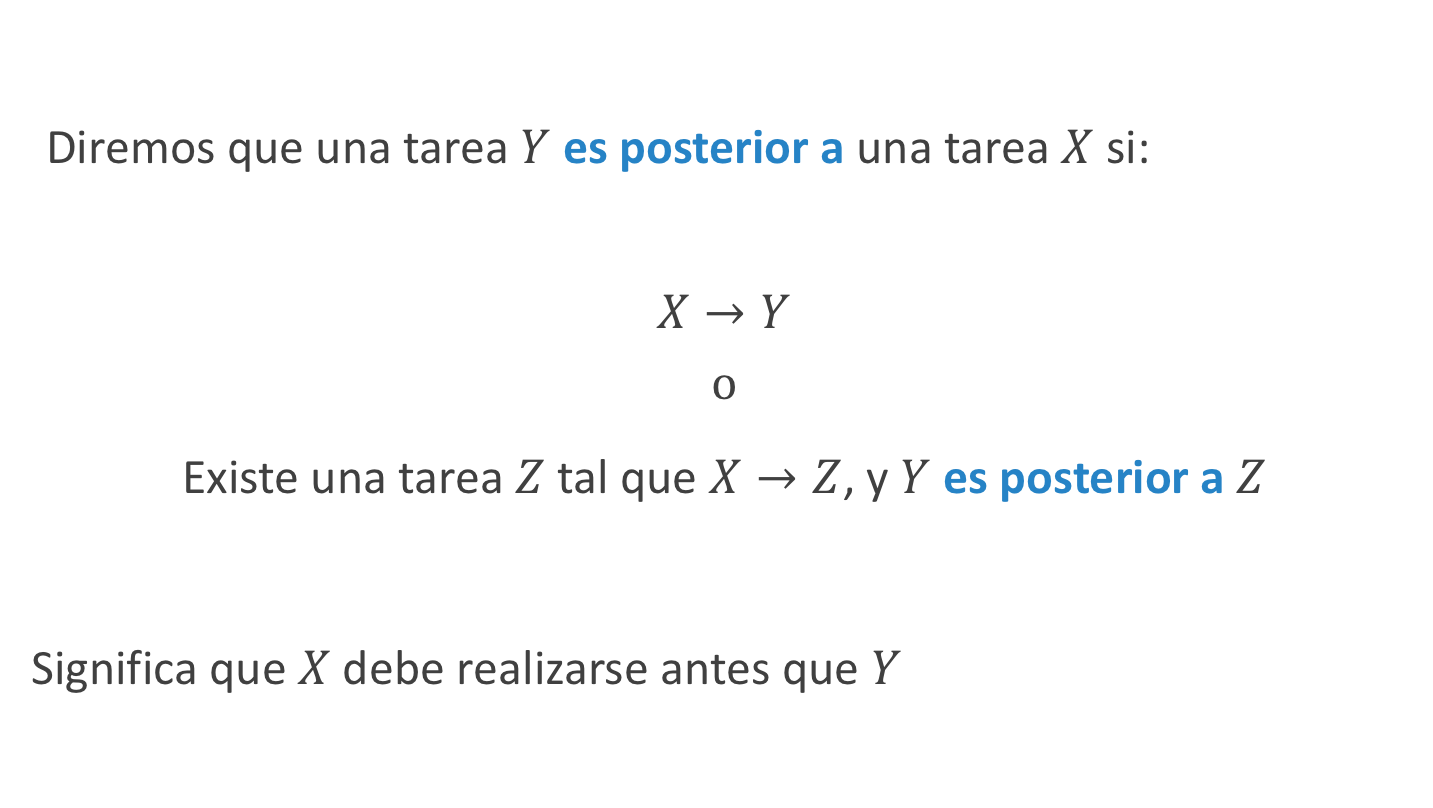 Diremos que una tarea 𝑌 es posterior a una tarea 𝑋 si:
𝑋 → 𝑌
o
Existe una tarea 𝑍 tal que 𝑋 → 𝑍, y 𝑌 es posterior a 𝑍
Significa que 𝑋 debe realizarse antes que 𝑌